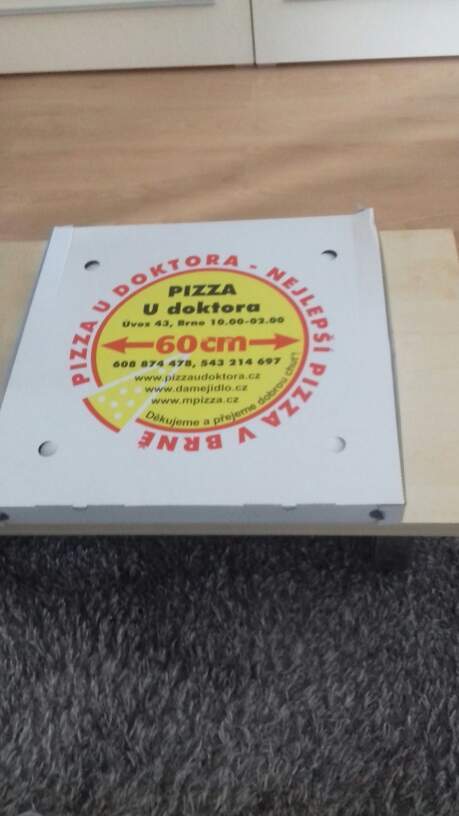 PIZZA U DOKTORA - NEJLEPŠÍ PIZZA V BRNĚ
PIZZA
U doktora
Úvoz 43, Brno 10.00-02.00
60cm
608 874 478, 543 214 697
www.pizzaudoktora.cz
www.damejidlo.cz
www.mpizza.cz
Děkujeme a přejeme dobrou chuť!